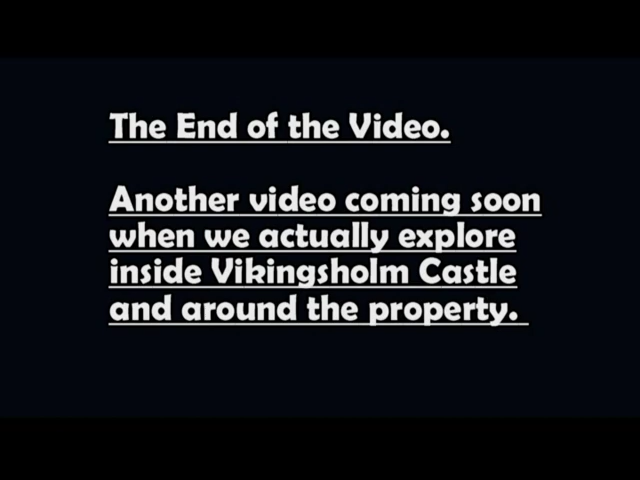 The End of the Video.
Another video coming soon
when we actually explore
inside Vikingsholm Castle
and around the property.